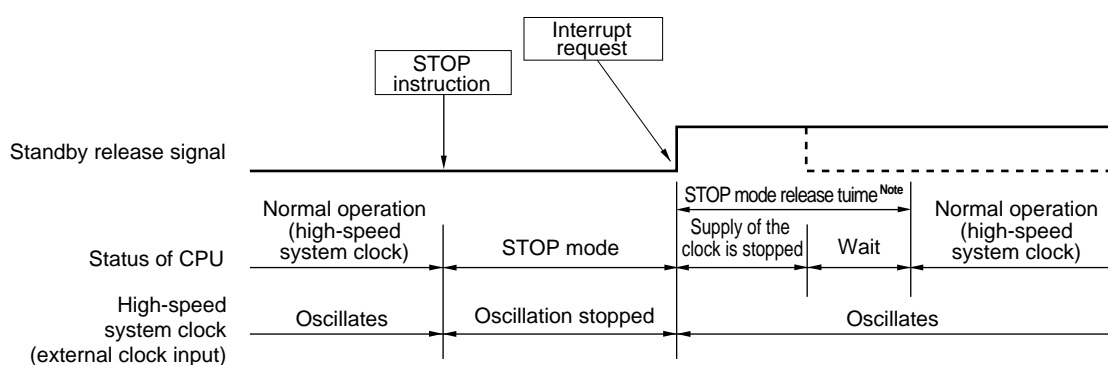 Interrupt
request
STOP
instruction
Standby release signal
STOP mode release tuime Note
Normal operation
(high-speed
system clock)
Supply of the
clock is stopped
Normal operation
(high-speed
system clock)
Status of CPU
STOP mode
Wait
High-speed
system clock
(external clock input)
Oscillates
Oscillation stopped
Oscillates